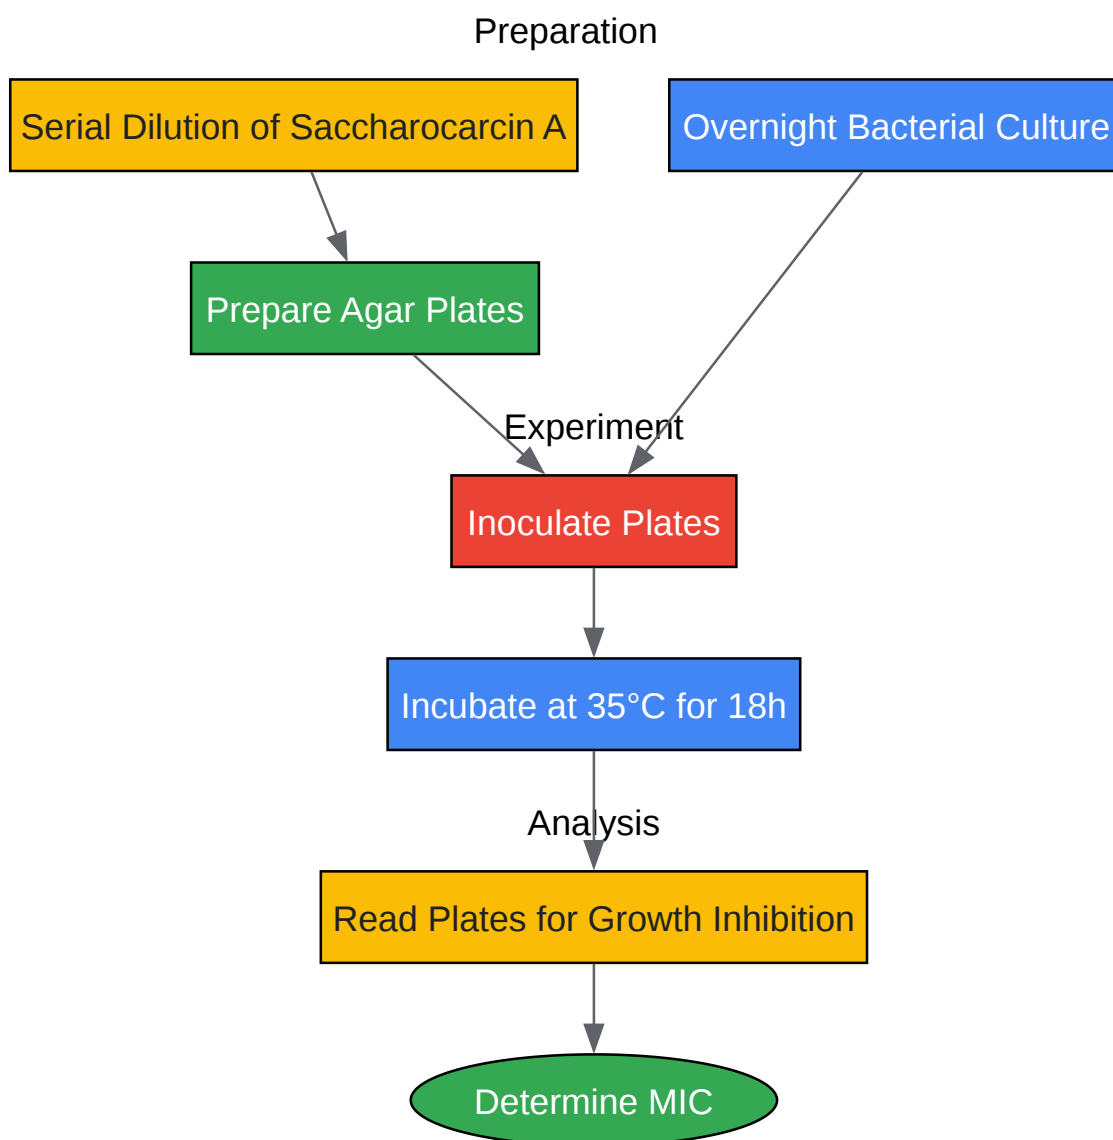 Preparation
Serial Dilution of Saccharocarcin A
Overnight Bacterial Culture
Prepare Agar Plates
Experiment
Inoculate Plates
Incubate at 35°C for 18h
Analysis
Read Plates for Growth Inhibition
Determine MIC